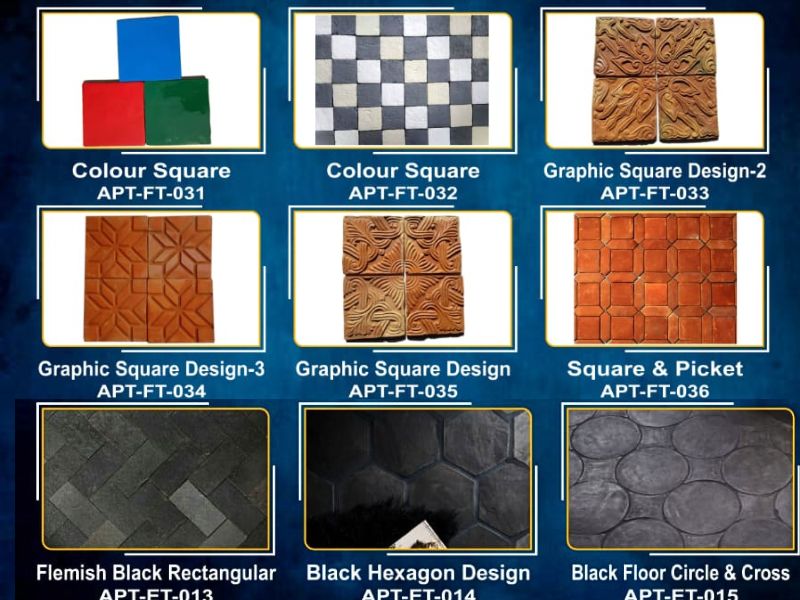 Colour Square
APT-FT-031
Colour Square
APT-FT-032
Graphic Square Design-2
APT-FT-033
Graphic Square Design-3
APT-FT-034
Graphic Square Design
APT-FT-035
Square & Picket
APT-FT-036
Flemish Black Rectangular
APT-FT-013
Black Hexagon Design
APT-FT-014
Black Floor Circle & Cross
APT-FT-015